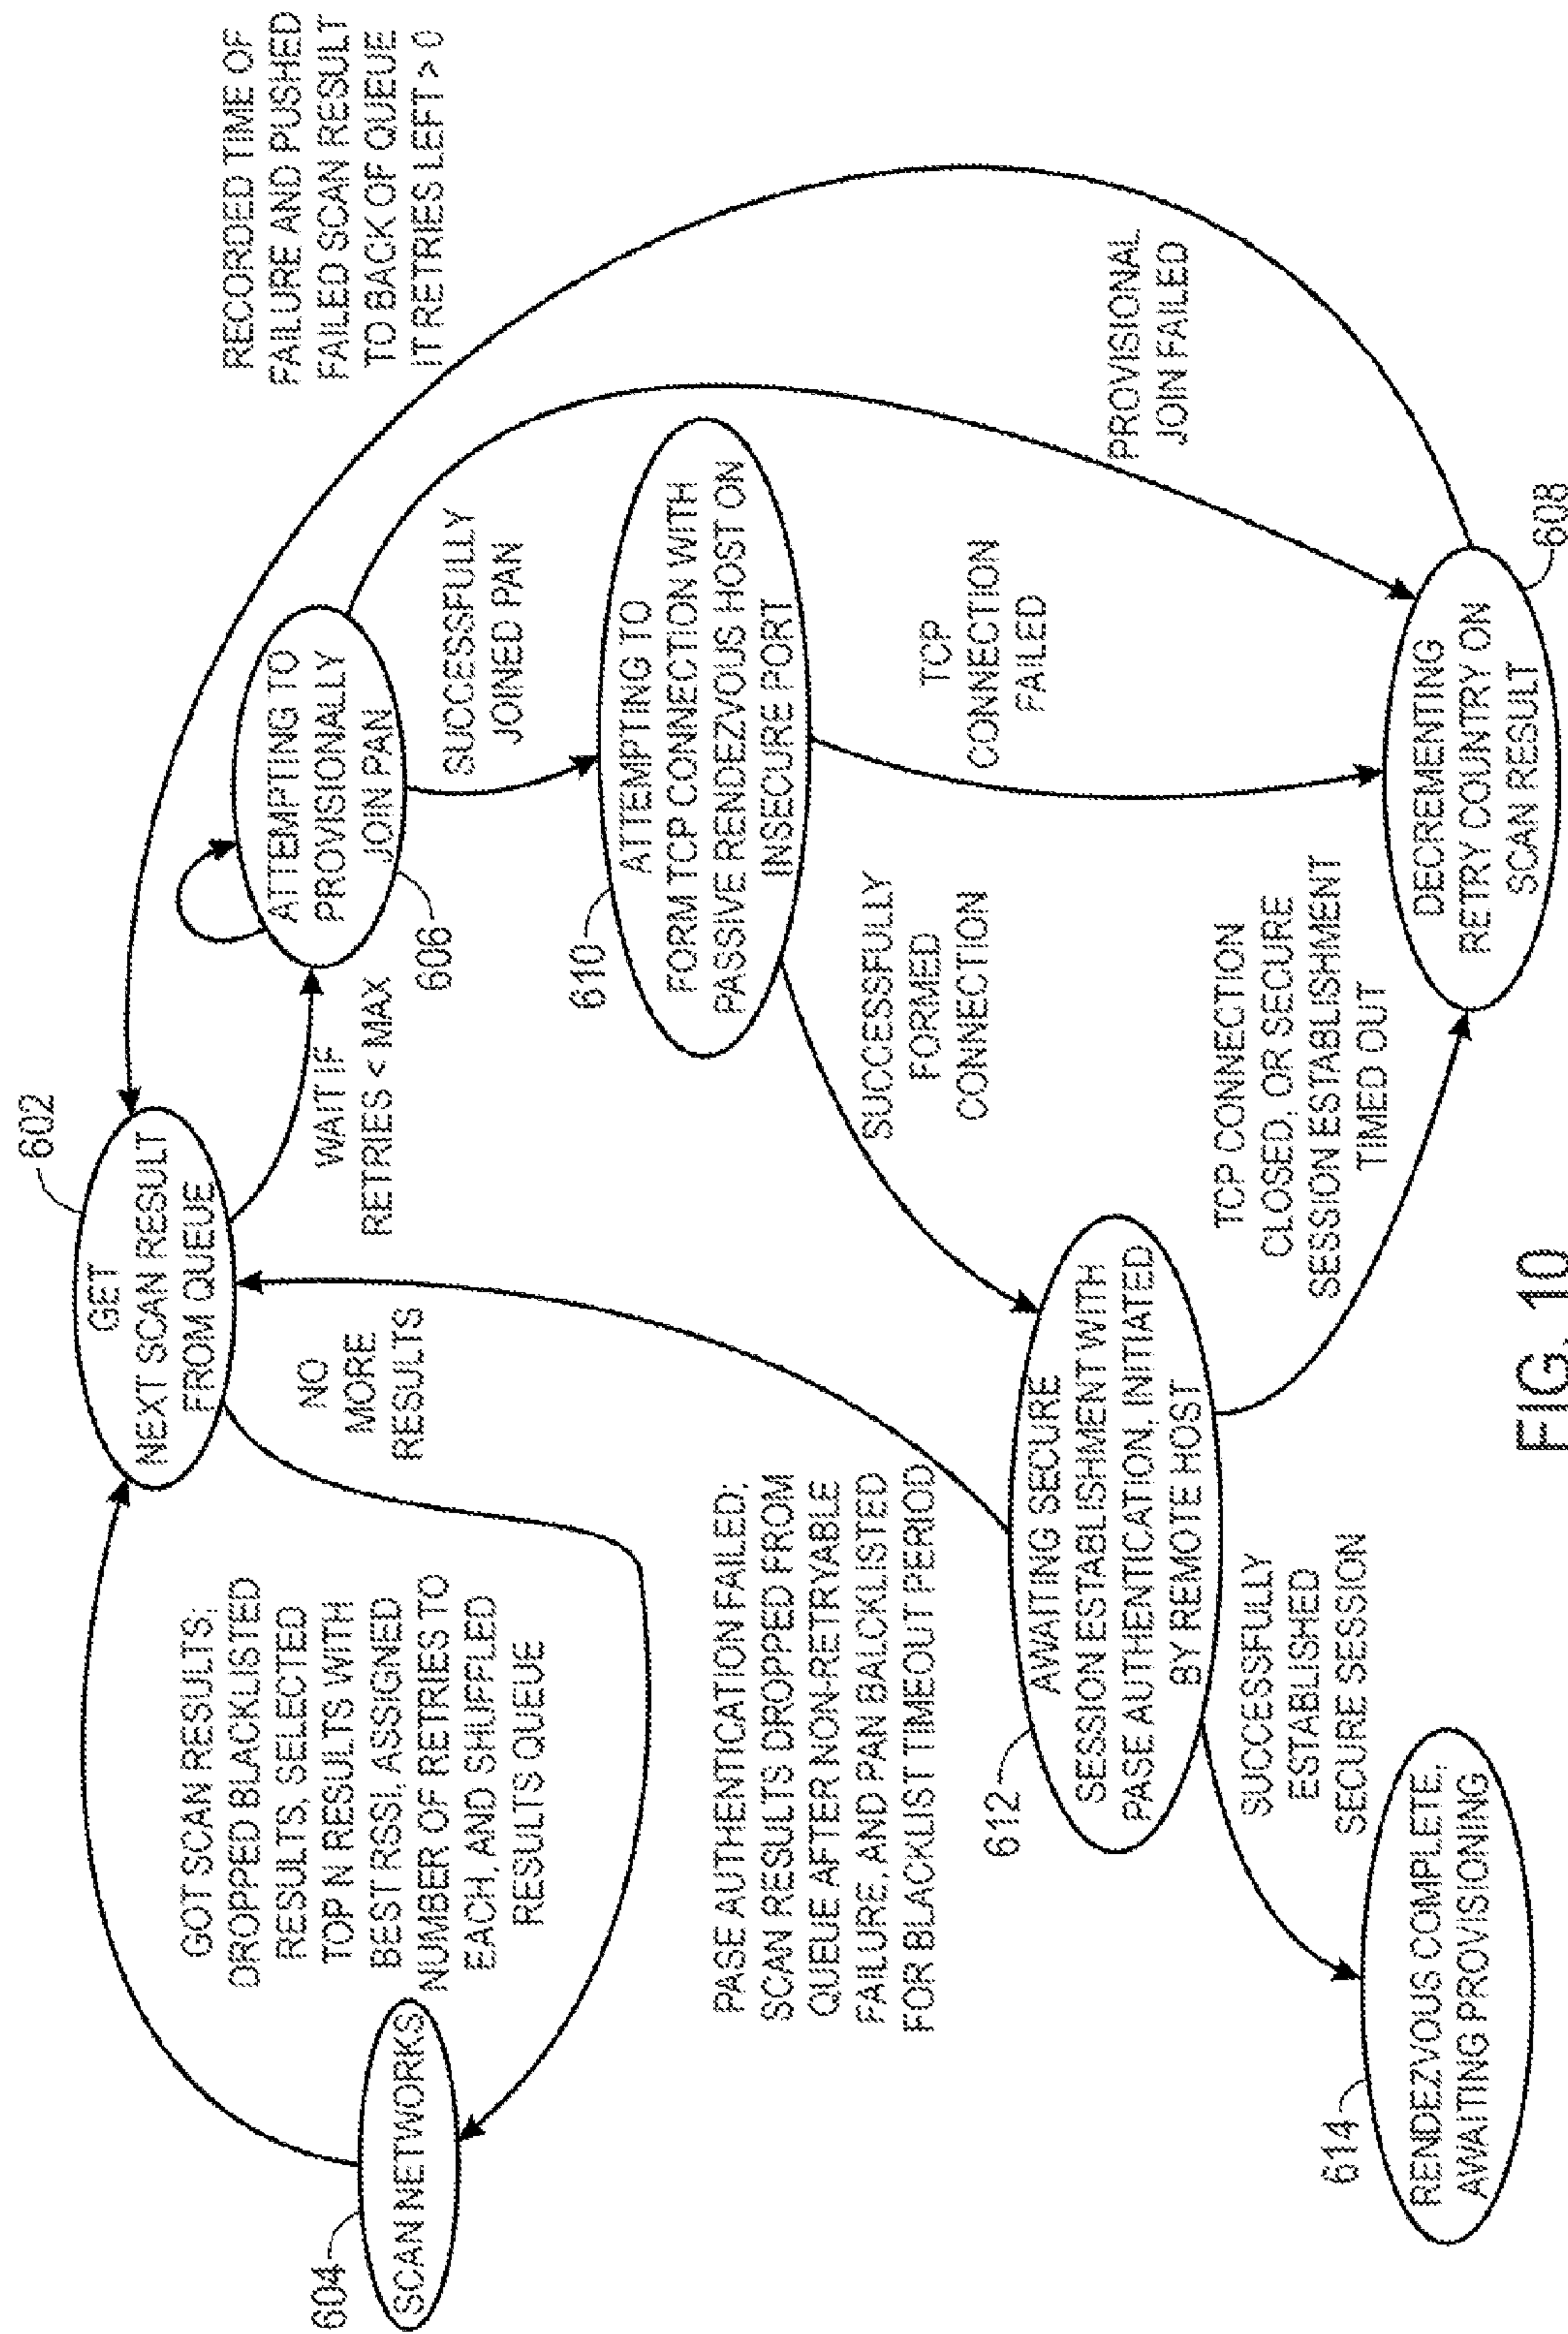 602
GET
NEXT SCAN RESULT
FROM QUEUE
RECORDED TIME OF
FAILURE AND PUSHED
FAILED SCAN RESULT
TO BACK OF QUEUE
IT RETRIES LEFT > 0
GOT SCAN RESULTS;
DROPPED BLACKLISTED
RESULTS, SELECTED
TOP N RESULTS WITH
BEST RSSI, ASSIGNED
NUMBER OF RETRIES TO
EACH, AND SHUFFLED
RESULTS QUEUE
NO
MORE
RESULTS
WAIT IF
RETRIES < MAX
ATTEMPTING TO
PROVISIONALLY
JOIN PAN
606
604
SCAN NETWORKS
SUCCESSFULLY
JOINED PAN
610
ATTEMPTING TO
FORM TCP CONNECTION WITH
PASSIVE RENDEZVOUS HOST ON
INSECURE PORT
PASE AUTHENTICATION FAILED;
SCAN RESULTS DROPPED FROM
QUEUE AFTER NON-RETRYABLE
FAILURE, AND PAN BALCKLISTED
FOR BLACKLIST TIMEOUT PERIOD
SUCCESSFULLY
FORMED
CONNECTION
TCP
CONNECTION
FAILED
PROVISIONAL
JOIN FAILED
612
AWAITING SECURE
SESSION ESTABLISHMENT WITH
PASE AUTHENTICATION, INITIATED
BY REMOTE HOST
TCP CONNECTION
CLOSED, OR SECURE
SESSION ESTABLISHMENT
TIMED OUT
SUCCESSFULLY
ESTABLISHED
SECURE SESSION
614
RENDEZVOUS COMPLETE,
AWAITING PROVISIONING
DECREMENTING
RETRY COUNTRY ON
SCAN RESULT
608
FIG. 10